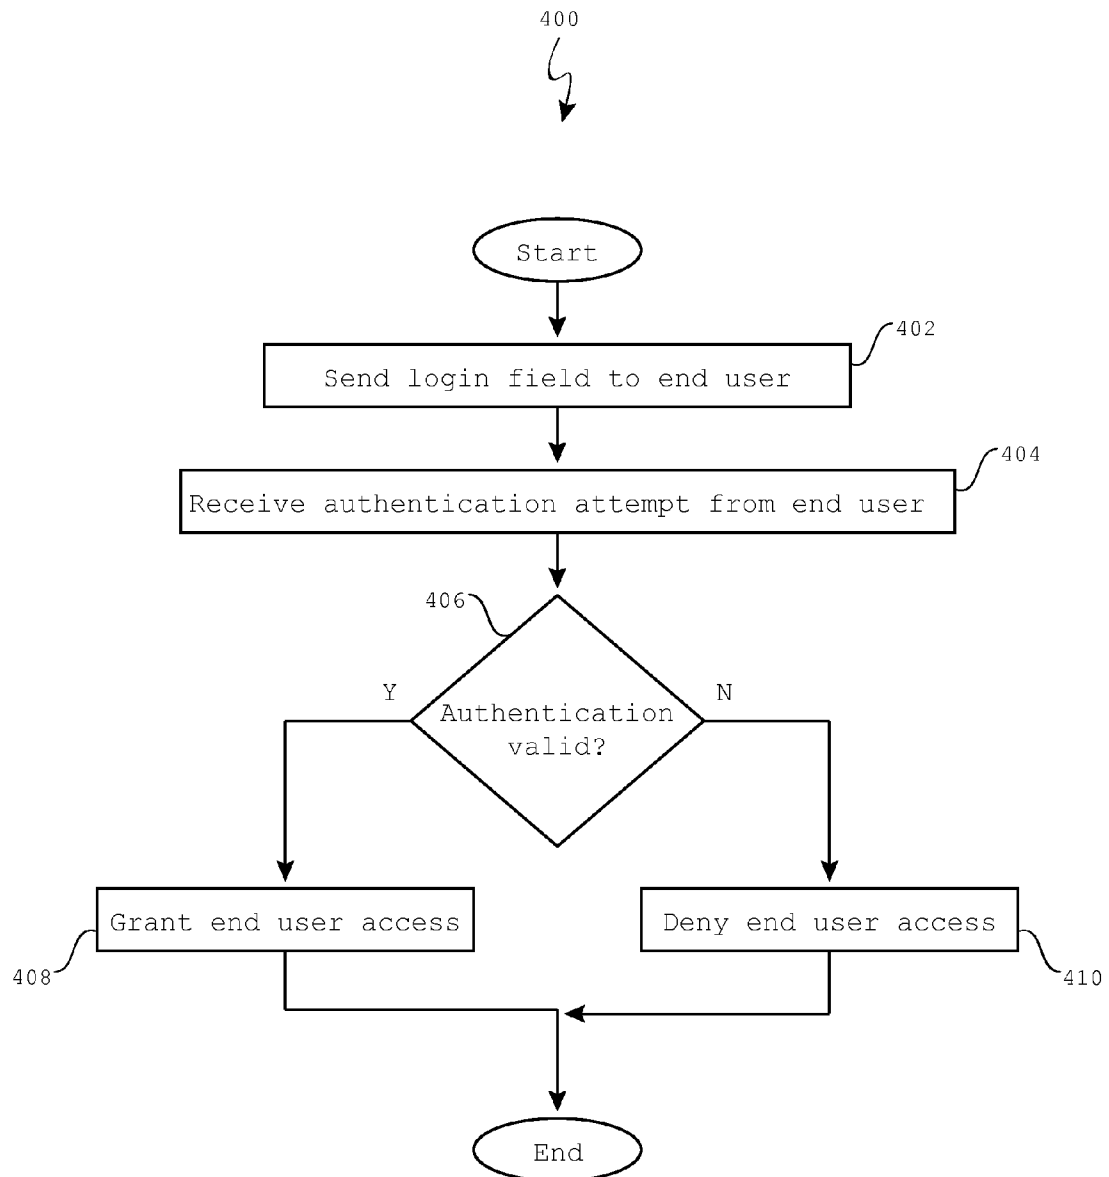 400
Start
402
Send login field to end user
404
Receive authentication attempt from end user
406
Y
N
Authentication
valid?
Grant end user access
Deny end user access
408
410
End